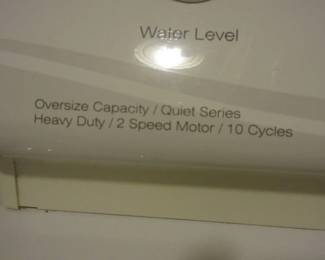 Water Level
Oversize Capacity / Quiet Series
Heavy Duty / 2 Speed Motor / 10 Cycles